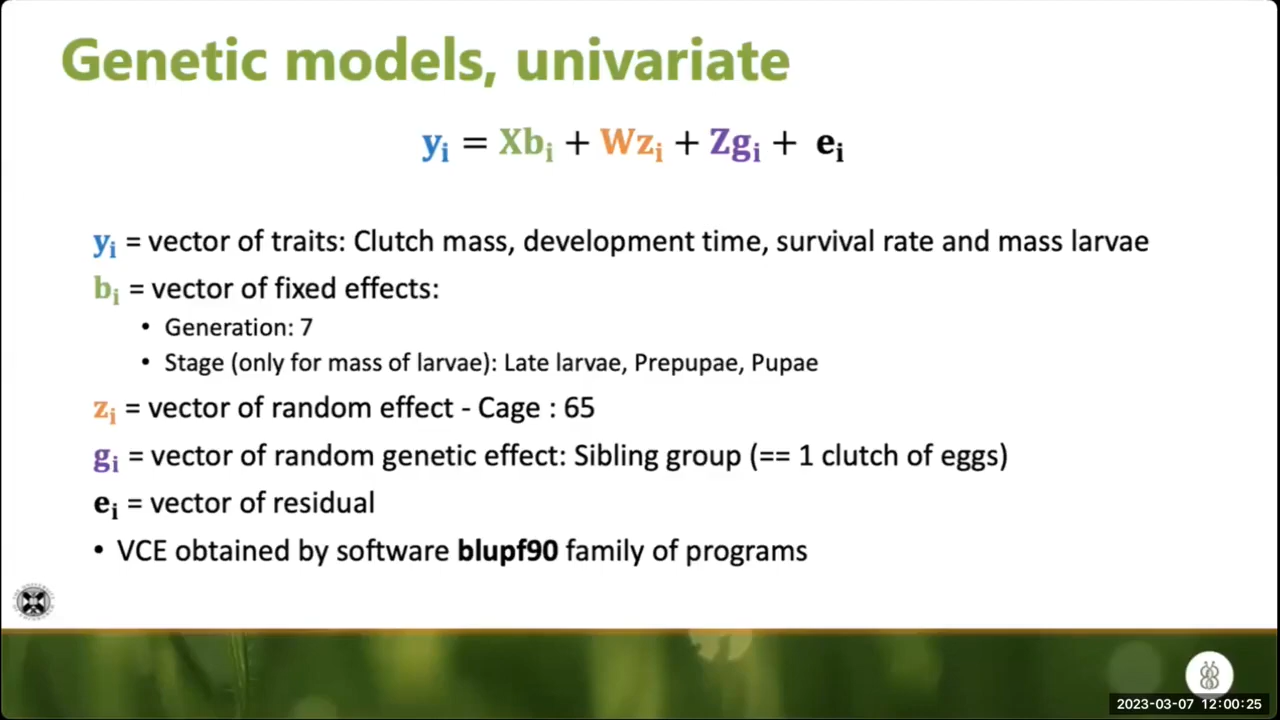 Genetic models, univariate
yᵢ = Xbᵢ + Wzᵢ + Zgᵢ + eᵢ
yᵢ = vector of traits: Clutch mass, development time, survival rate and mass larvae
bᵢ = vector of fixed effects:
• Generation: 7
• Stage (only for mass of larvae): Late larvae, Prepupae, Pupae
zᵢ = vector of random effect - Cage : 65
gᵢ = vector of random genetic effect: Sibling group (== 1 clutch of eggs)
eᵢ = vector of residual
• VCE obtained by software blupf90 family of programs
2023-03-07 12:00:25